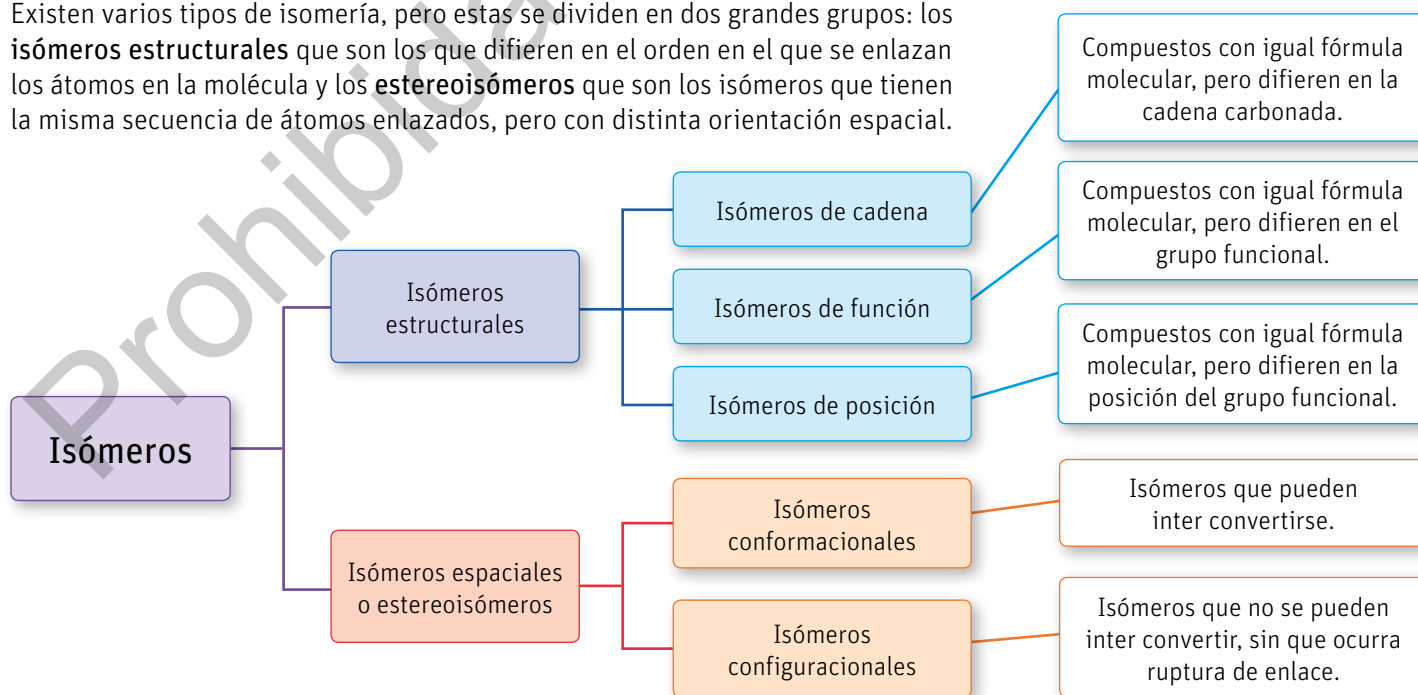 Existen varios tipos de isomería, pero estas se dividen en dos grandes grupos: los
isómeros estructurales que son los que difieren en el orden en el que se enlazan
los átomos en la molécula y los estereoisómeros que son los isómeros que tienen
la misma secuencia de átomos enlazados, pero con distinta orientación espacial.
Isómeros
Isómeros
estructurales
Isómeros de cadena
Compuestos con igual fórmula
molecular, pero difieren en la
cadena carbonada.
Isómeros de función
Compuestos con igual fórmula
molecular, pero difieren en el
grupo funcional.
Isómeros de posición
Compuestos con igual fórmula
molecular, pero difieren en la
posición del grupo funcional.
Isómeros espaciales
o estereoisómeros
Isómeros
conformacionales
Isómeros que pueden
inter convertirse.
Isómeros
configuracionales
Isómeros que no se pueden
inter convertir, sin que ocurra
ruptura de enlace.
Prohibida